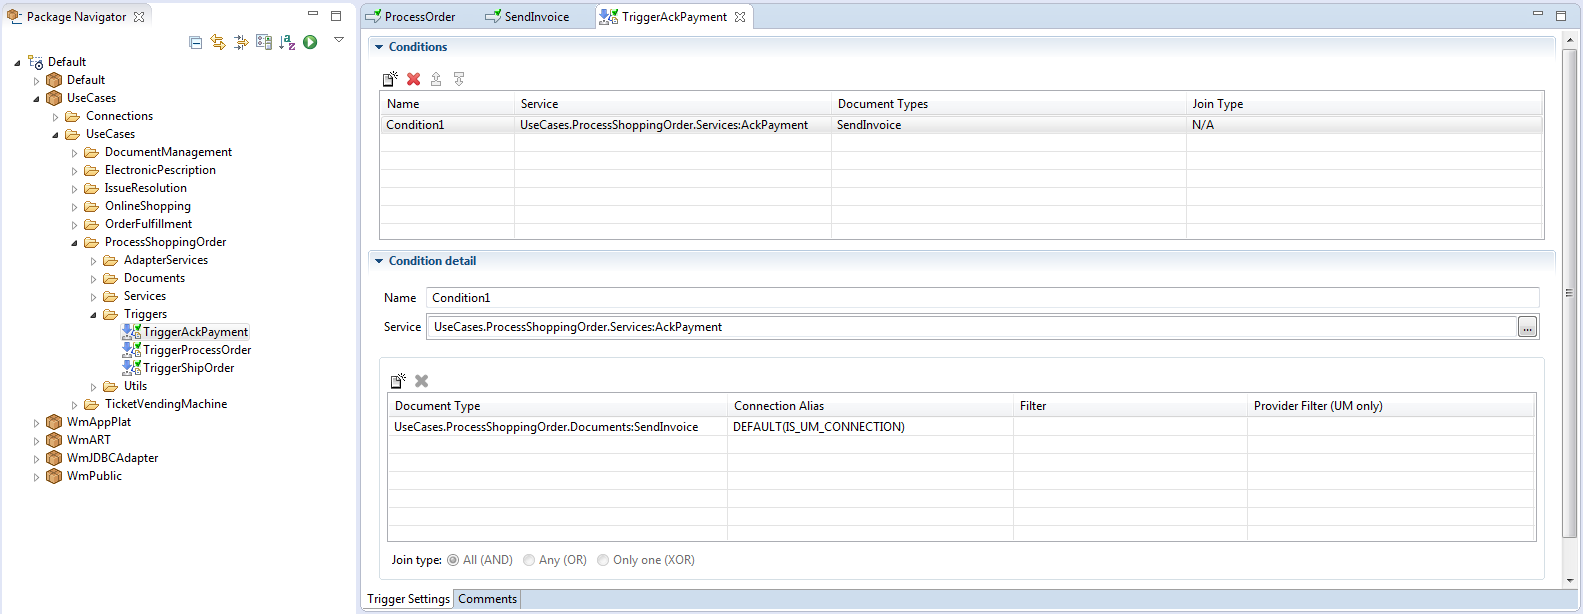 Package Navigator
Default
Default
UseCases
Connections
UseCases
DocumentManagement
ElectronicPescription
IssueResolution
OnlineShopping
OrderFulfillment
ProcessShoppingOrder
AdapterServices
Documents
Services
Triggers
TriggerAckPayment
TriggerProcessOrder
TriggerShipOrder
Utils
TicketVendingMachine
WmAppPlat
WmART
WmJDBCAdapter
WmPublic
ProcessOrder SendInvoice TriggerAckPayment
Conditions
Name Service Document Types Join Type
Condition1 UseCases.ProcessShoppingOrder.Services:AckPayment SendInvoice N/A
Condition detail
Name Condition1
Service UseCases.ProcessShoppingOrder.Services:AckPayment ...
Document Type Connection Alias Filter Provider Filter (UM only)
UseCases.ProcessShoppingOrder.Documents:SendInvoice DEFAULT(IS_UM_CONNECTION)
Join type: All (AND) Any (OR) Only one (XOR)
Trigger Settings Comments